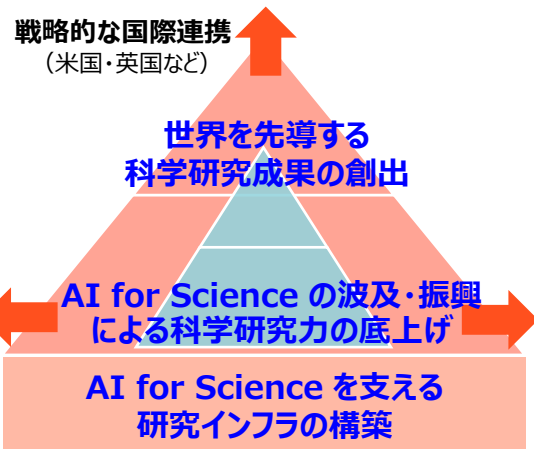 戦略的な国際連携
（米国・英国など）
世界を先導する
科学研究成果の創出
AI for Science の波及・振興
による科学研究力の底上げ
AI for Science を支える
研究インフラの構築